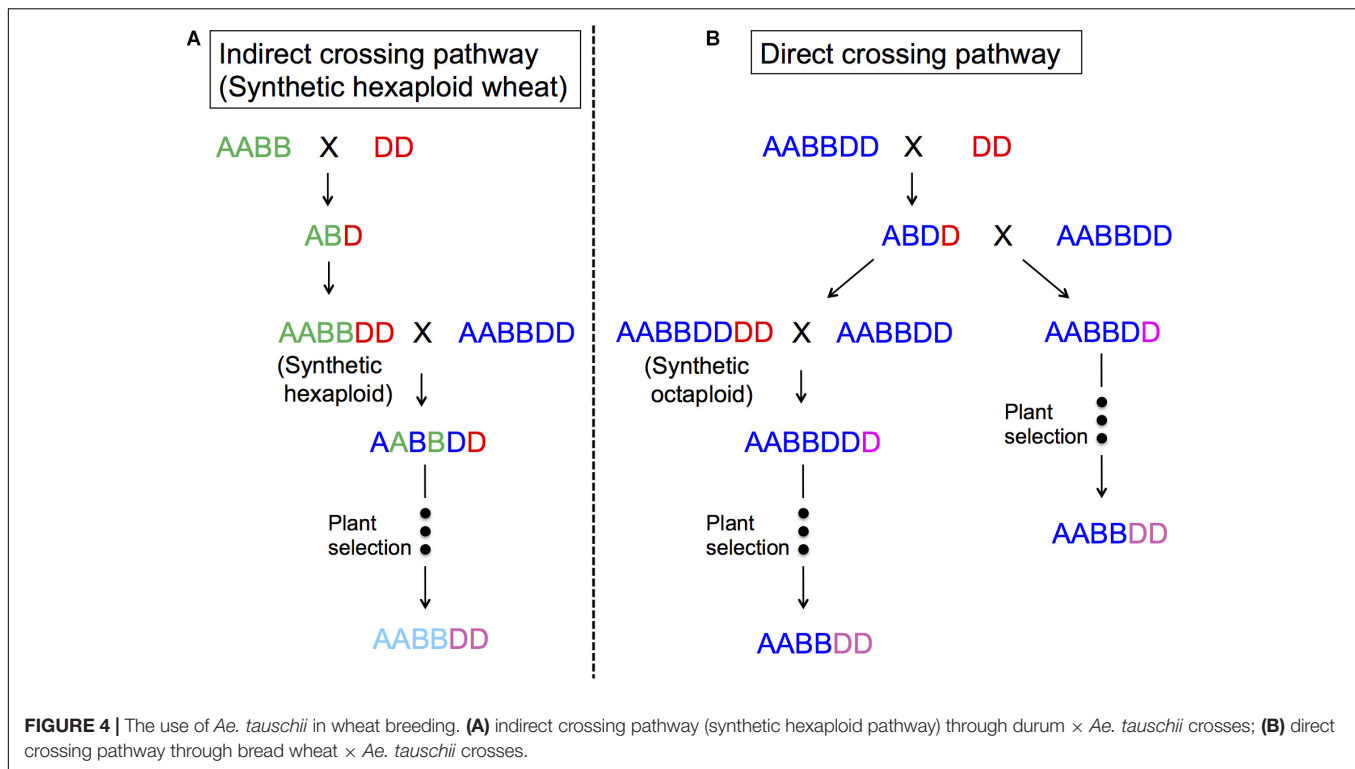 A
Indirect crossing pathway
(Synthetic hexaploid wheat)
AABB X DD
ABD
AABBDD X AABBDD
(Synthetic
hexaploid)
AABBDD
Plant
selection
AABBDD
B
Direct crossing pathway
AABBDD X DD
ABDD X AABBDD
AABBDDDD X AABBDD
(Synthetic
octaploid)
AABBDDD
Plant
selection
AABBDD
AABBDD
Plant
selection
AABBDD
FIGURE 4 | The use of Ae. tauschii in wheat breeding. (A) indirect crossing pathway (synthetic hexaploid pathway) through durum × Ae. tauschii crosses; (B) direct
crossing pathway through bread wheat × Ae. tauschii crosses.